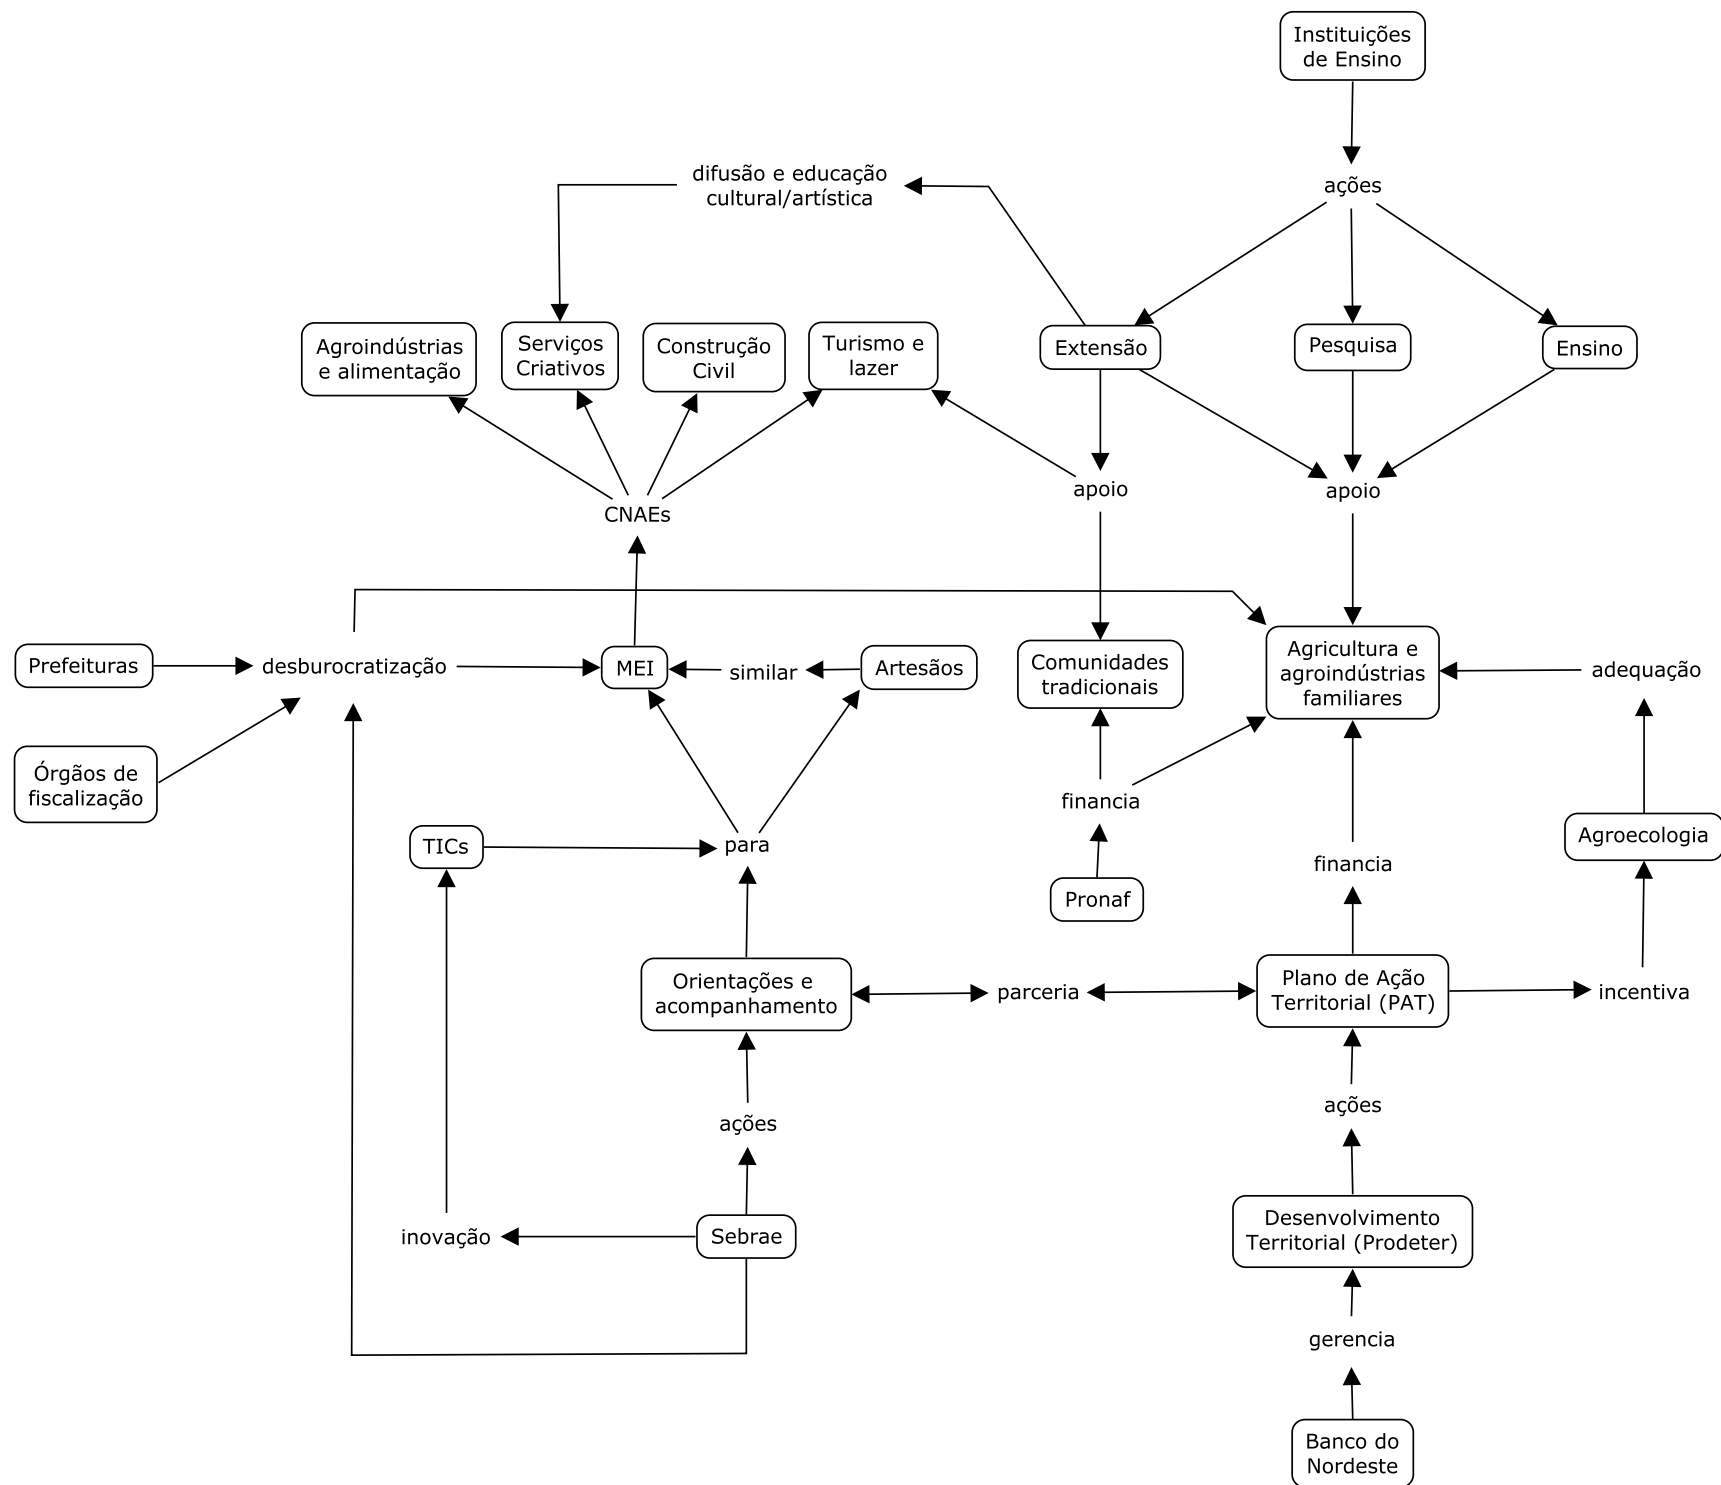 Instituições
de Ensino
difusão e educação
cultural/artística
ações
Agroindústrias
e alimentação
Serviços
Criativos
Construção
Civil
Turismo e
lazer
Extensão
Pesquisa
Ensino
CNAEs
apoio
apoio
Prefeituras
desburocratização
MEI
similar
Artesãos
Comunidades
tradicionais
Agricultura e
agroindústrias
familiares
adequação
Órgãos de
fiscalização
TICs
para
financia
Pronaf
financia
Agroecologia
Orientações e
acompanhamento
parceria
Plano de Ação
Territorial (PAT)
incentiva
ações
ações
inovação
Sebrae
Desenvolvimento
Territorial (Prodeter)
gerencia
Banco do
Nordeste